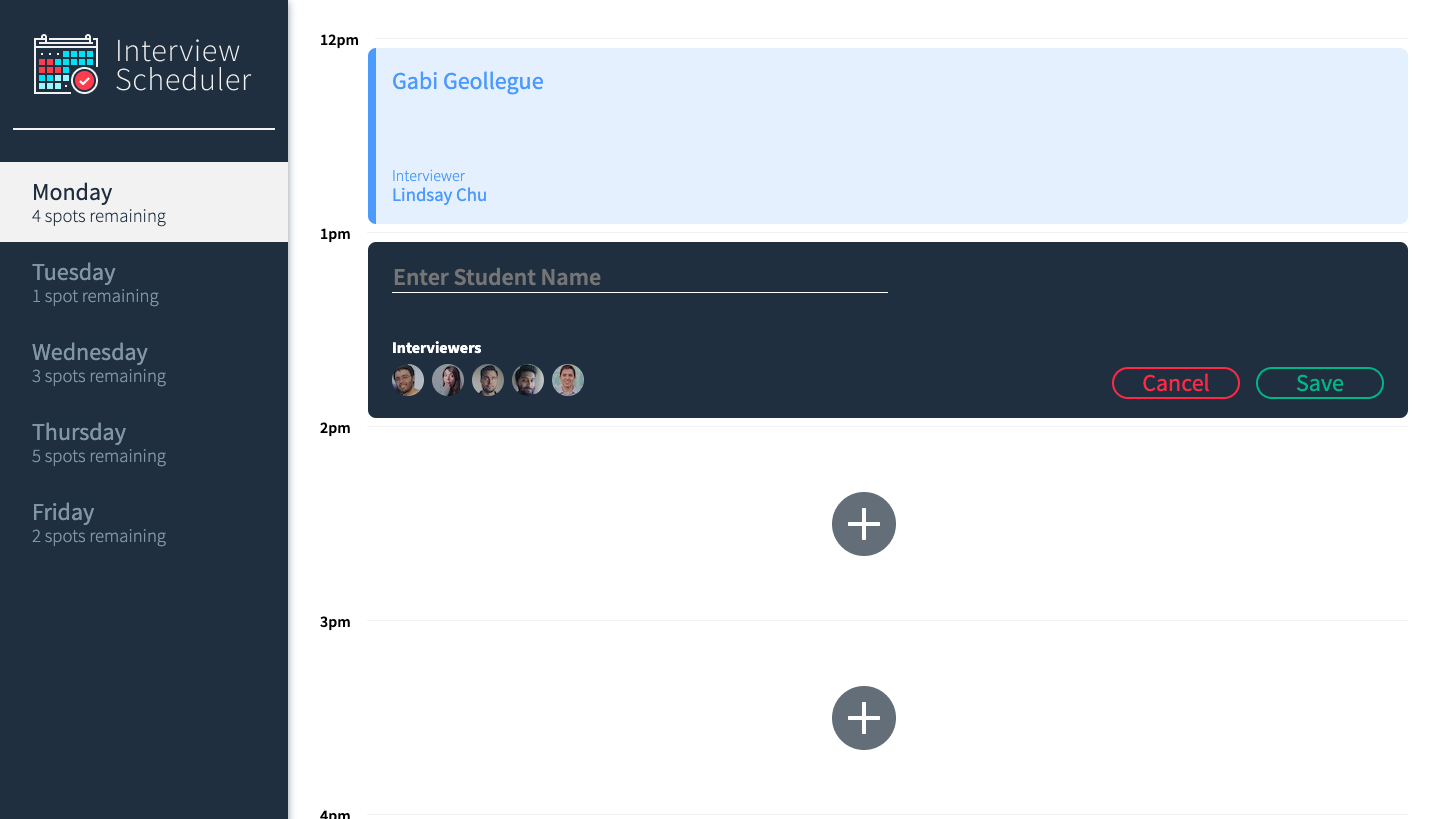 Interview
Scheduler
Monday
4 spots remaining
Tuesday
1 spot remaining
Wednesday
3 spots remaining
Thursday
5 spots remaining
Friday
2 spots remaining
12pm
Gabi Geollegue
Interviewer
Lindsay Chu
1pm
Enter Student Name
Interviewers
Cancel Save
2pm
3pm
4pm